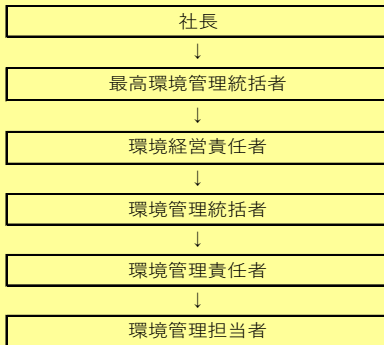 社長
↓
最高環境管理統括者
↓
環境経営責任者
↓
環境管理統括者
↓
環境管理責任者
↓
環境管理担当者